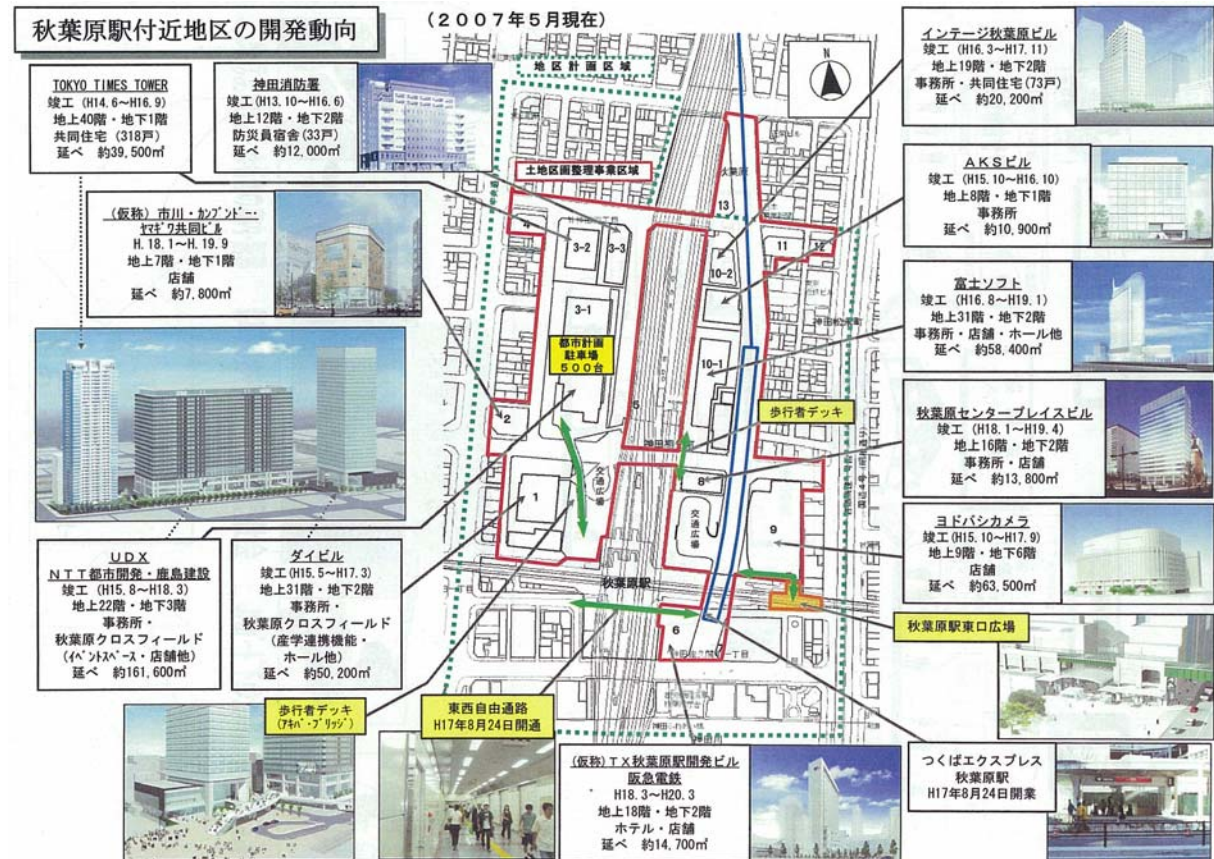 秋葉原駅付近地区の開発動向
(2007年5月現在)
TOKYO TIMES TOWER
竣工(H14.6~H16.9)
地上40階・地下1階
共同住宅(318戸)
延べ 約39,500㎡
神田消防署
竣工(H13.10~H16.6)
地上12階・地下2階
防災員宿舎(33戸)
延べ 約12,000㎡
(仮称)市川・カンブンドー・
ヤマギワ共同ビル
H.18.1~H.19.9
地上7階・地下1階
店舗
延べ 約7,800㎡
UDX
NTT都市開発・鹿島建設
竣工(H15.8~H18.3)
地上22階・地下3階
事務所・
秋葉原クロスフィールド
(イベントスペース・店舗他)
延べ 約161,600㎡
ダイビル
竣工(H15.5~H17.3)
地上31階・地下2階
事務所・
秋葉原クロスフィールド
(産学連携機能・
ホール他)
延べ 約50,200㎡
歩行者デッキ
(アキバ・ブリッジ)
東西自由通路
H17年8月24日開通
(仮称)TX秋葉原駅開発ビル
阪急電鉄
H18.3~H20.3
地上18階・地下2階
ホテル・店舗
延べ 約14,700㎡
地区計画区域
N
土地区画整理事業区域
秋葉原
13
4
3-2
3-3
11
12
10-2
3-1
都市計画
駐車場
500台
10-1
5
歩行者デッキ
2
1
交通広場
8
交通広場
9
秋葉原駅
6
インテージ秋葉原ビル
竣工(H16.3~H17.11)
地上19階・地下2階
事務所・共同住宅(73戸)
延べ 約20,200㎡
AKSビル
竣工(H15.10~H16.10)
地上8階・地下1階
事務所
延べ 約10,900㎡
富士ソフト
竣工(H16.8~H19.1)
地上31階・地下2階
事務所・店舗・ホール他
延べ 約58,400㎡
秋葉原センタープレイスビル
竣工(H18.1~H19.4)
地上16階・地下2階
事務所・店舗
延べ 約13,800㎡
ヨドバシカメラ
竣工(H15.10~H17.9)
地上9階・地下6階
店舗
延べ 約63,500㎡
秋葉原駅東口広場
つくばエクスプレス
秋葉原駅
H17年8月24日開業